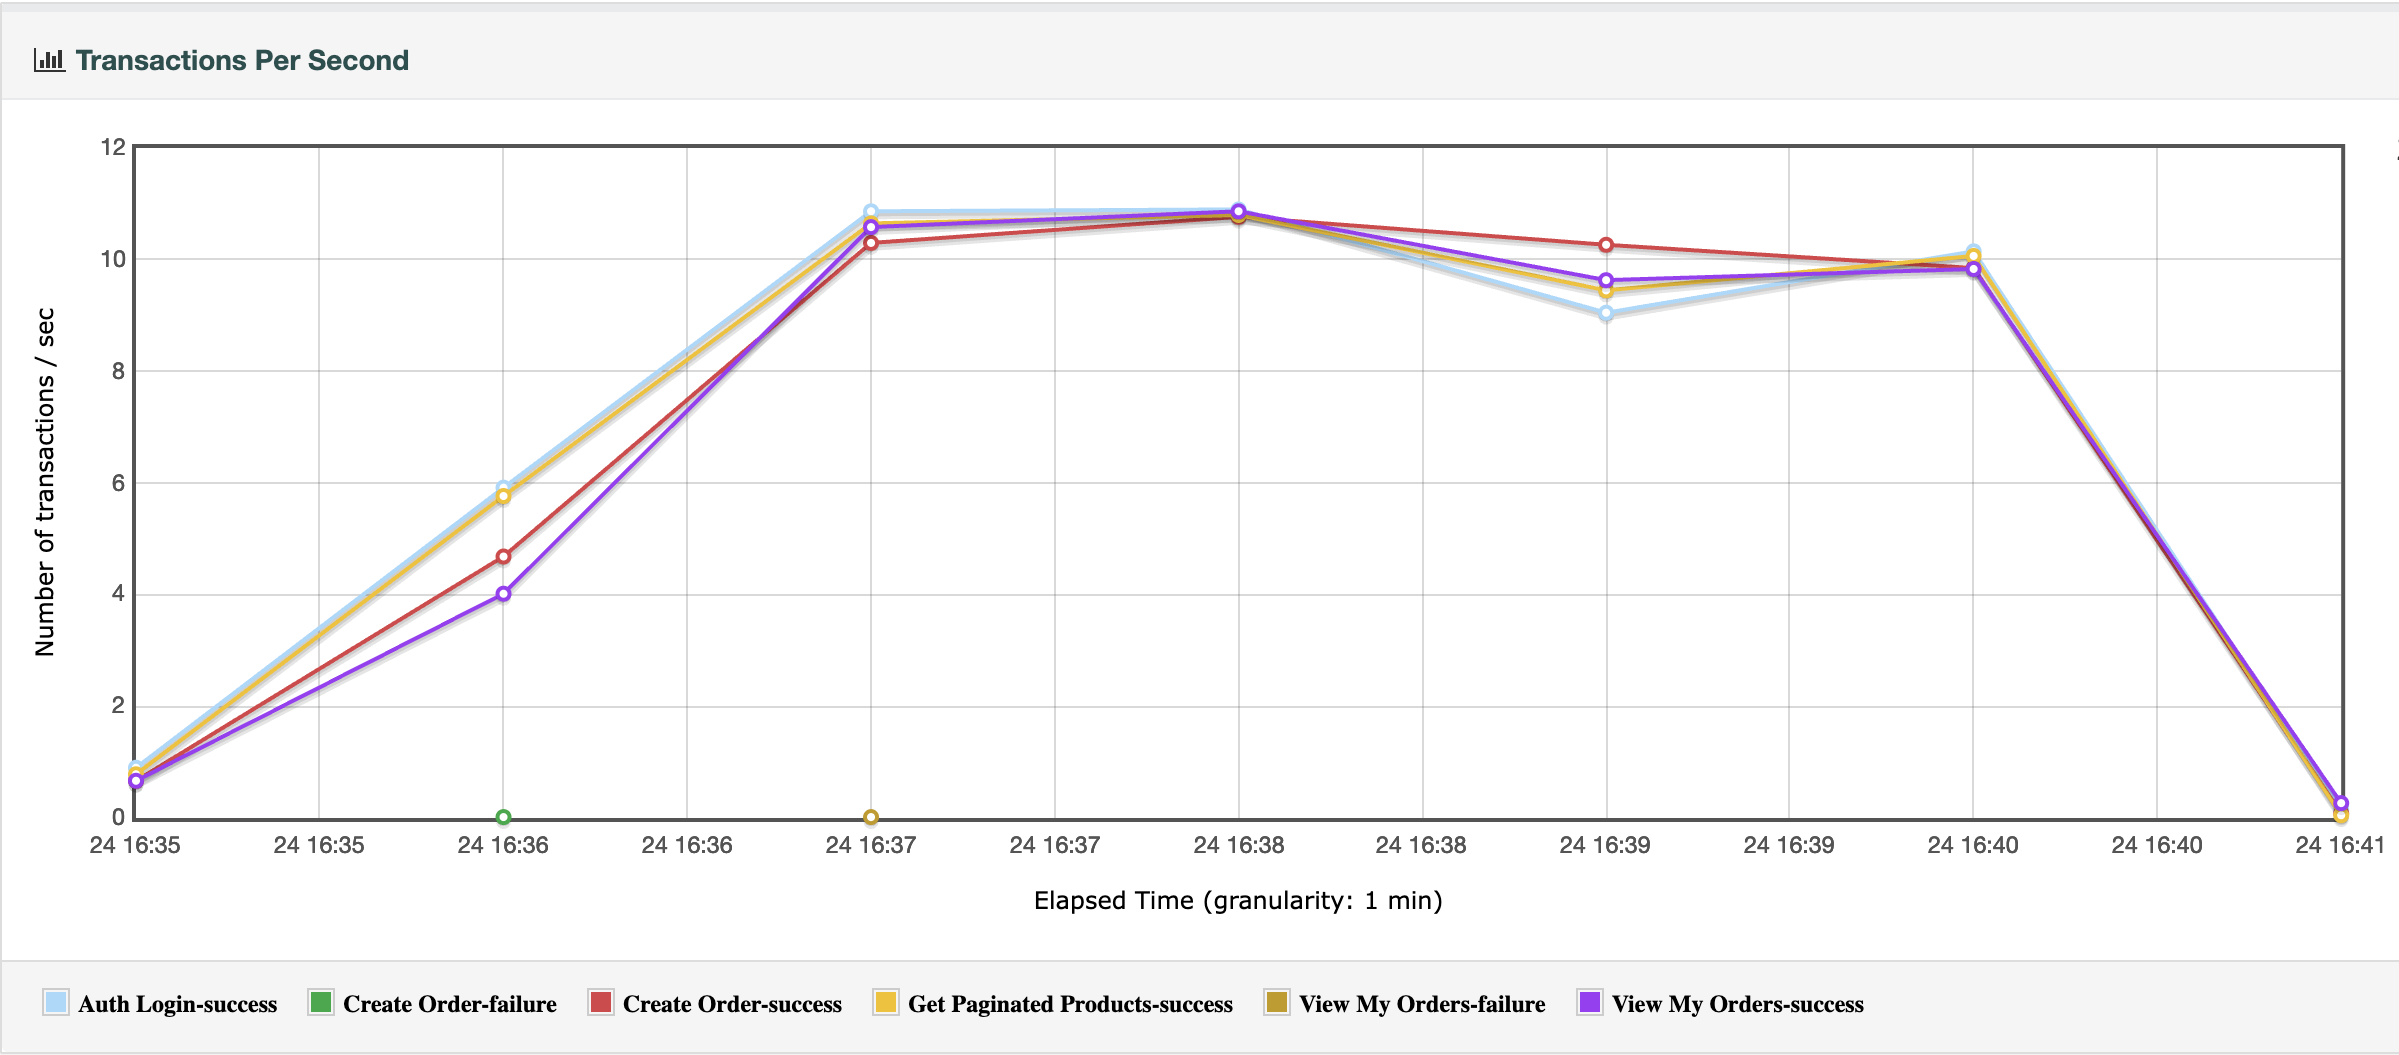 Transactions Per Second
12
10
8
6
4
2
0
Number of transactions / sec
24 16:35 24 16:35 24 16:36 24 16:36 24 16:37 24 16:37 24 16:38 24 16:38 24 16:39 24 16:39 24 16:40 24 16:40 24 16:41
Elapsed Time (granularity: 1 min)
Auth Login-success Create Order-failure Create Order-success Get Paginated Products-success View My Orders-failure View My Orders-success